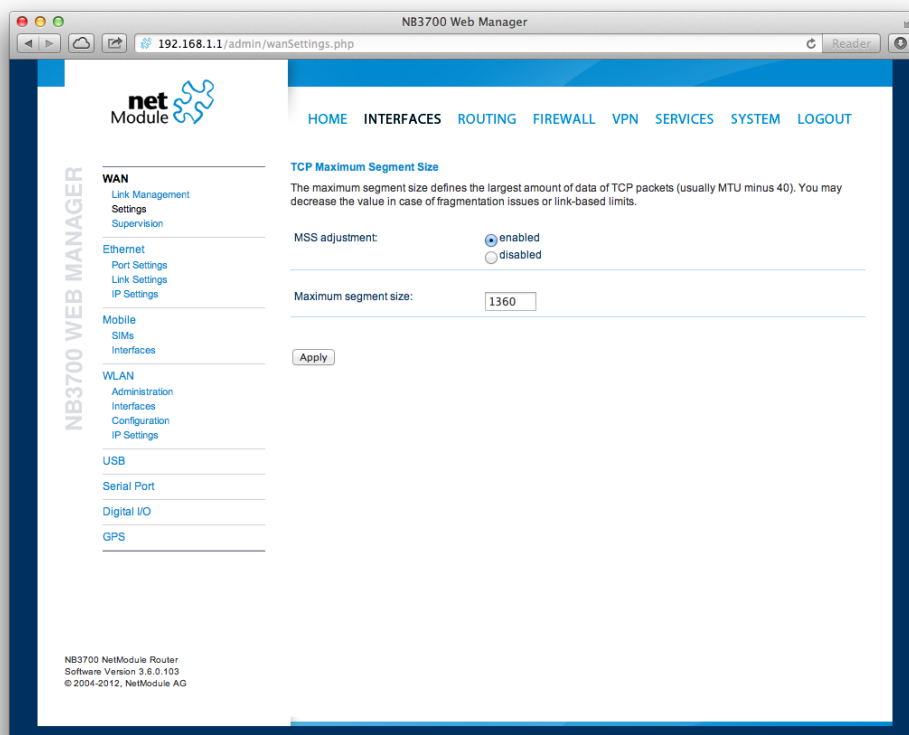 NB3700 Web Manager
192.168.1.1/admin/wanSettings.php
Reader
net
Module
HOME INTERFACES ROUTING FIREWALL VPN SERVICES SYSTEM LOGOUT
NB3700 WEB MANAGER
WAN
Link Management
Settings
Supervision
Ethernet
Port Settings
Link Settings
IP Settings
Mobile
SIMs
Interfaces
WLAN
Administration
Interfaces
Configuration
IP Settings
USB
Serial Port
Digital I/O
GPS
TCP Maximum Segment Size
The maximum segment size defines the largest amount of data of TCP packets (usually MTU minus 40). You may
decrease the value in case of fragmentation issues or link-based limits.
MSS adjustment:
enabled
disabled
Maximum segment size:
1360
Apply
NB3700 NetModule Router
Software Version 3.6.0.103
© 2004-2012, NetModule AG